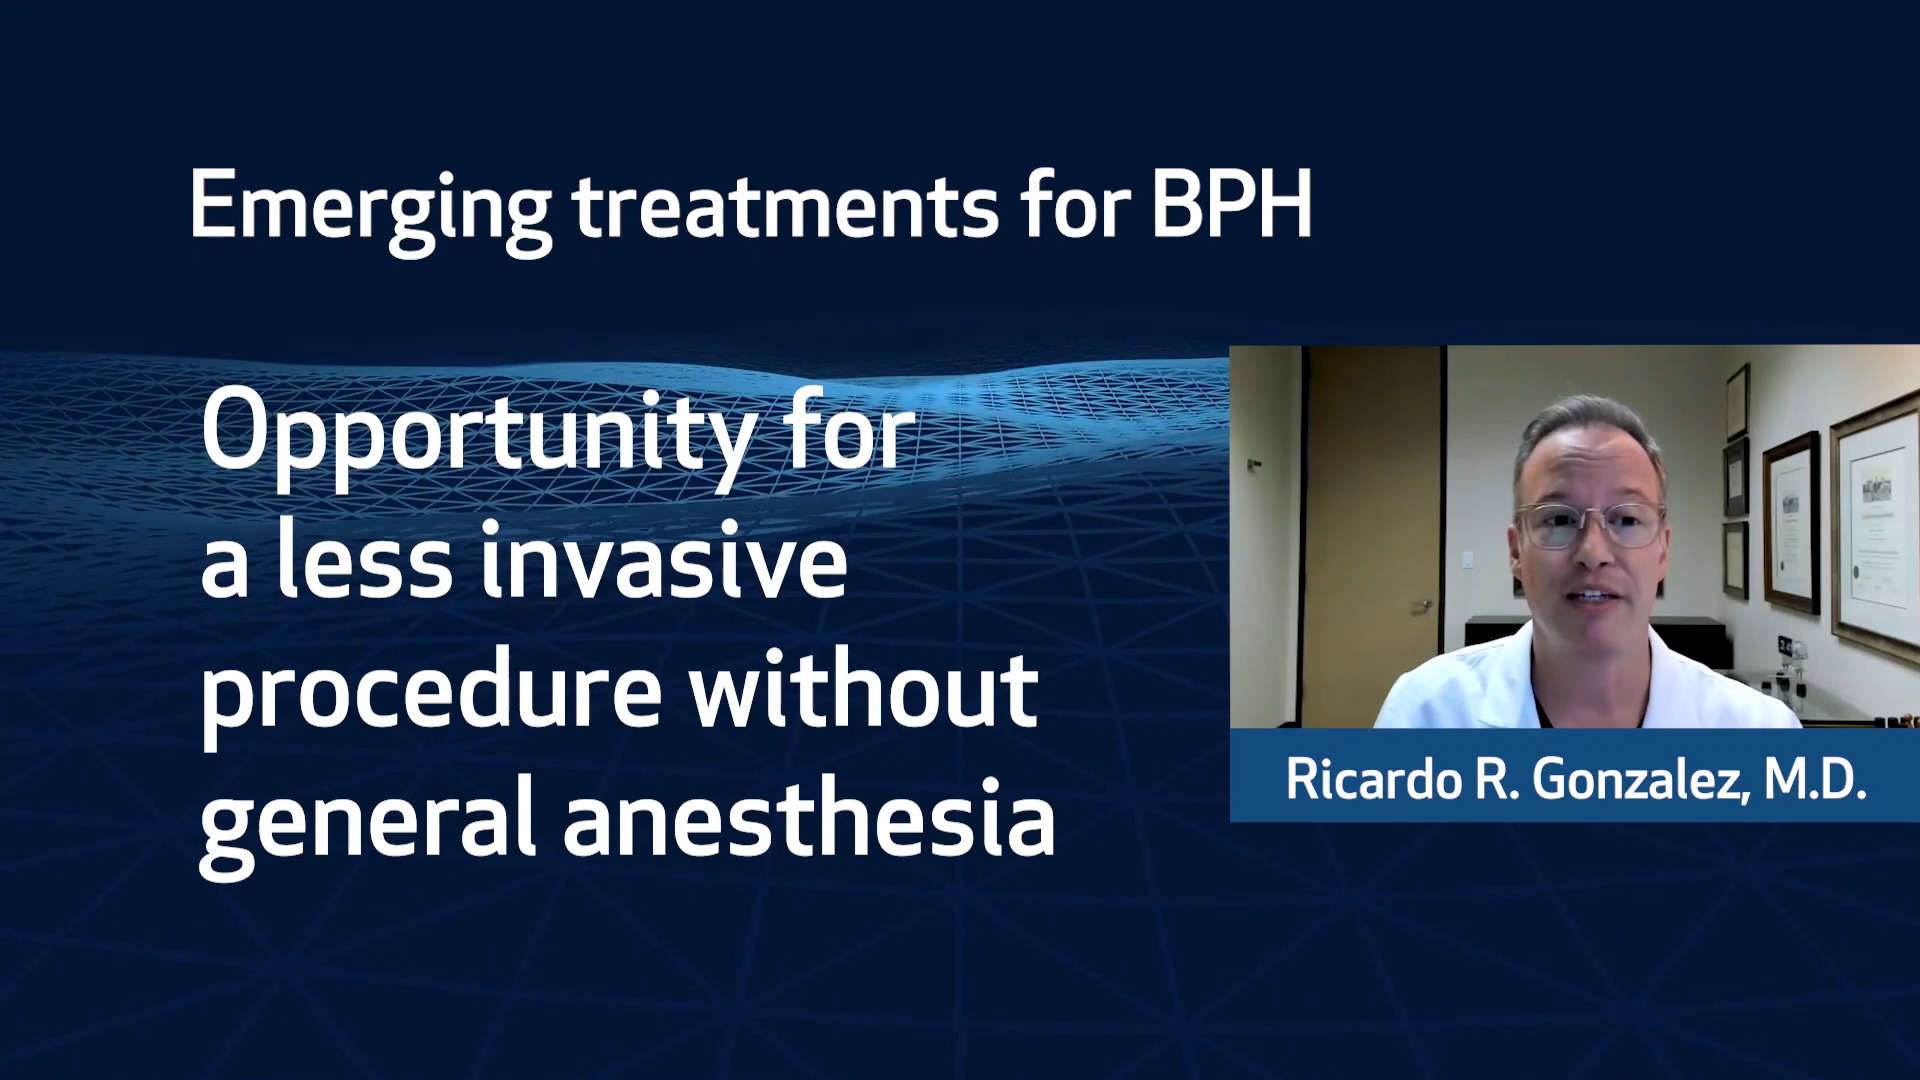 Emerging treatments for BPH
Opportunity for
a less invasive
procedure without
general anesthesia
Ricardo R. Gonzalez, M.D.